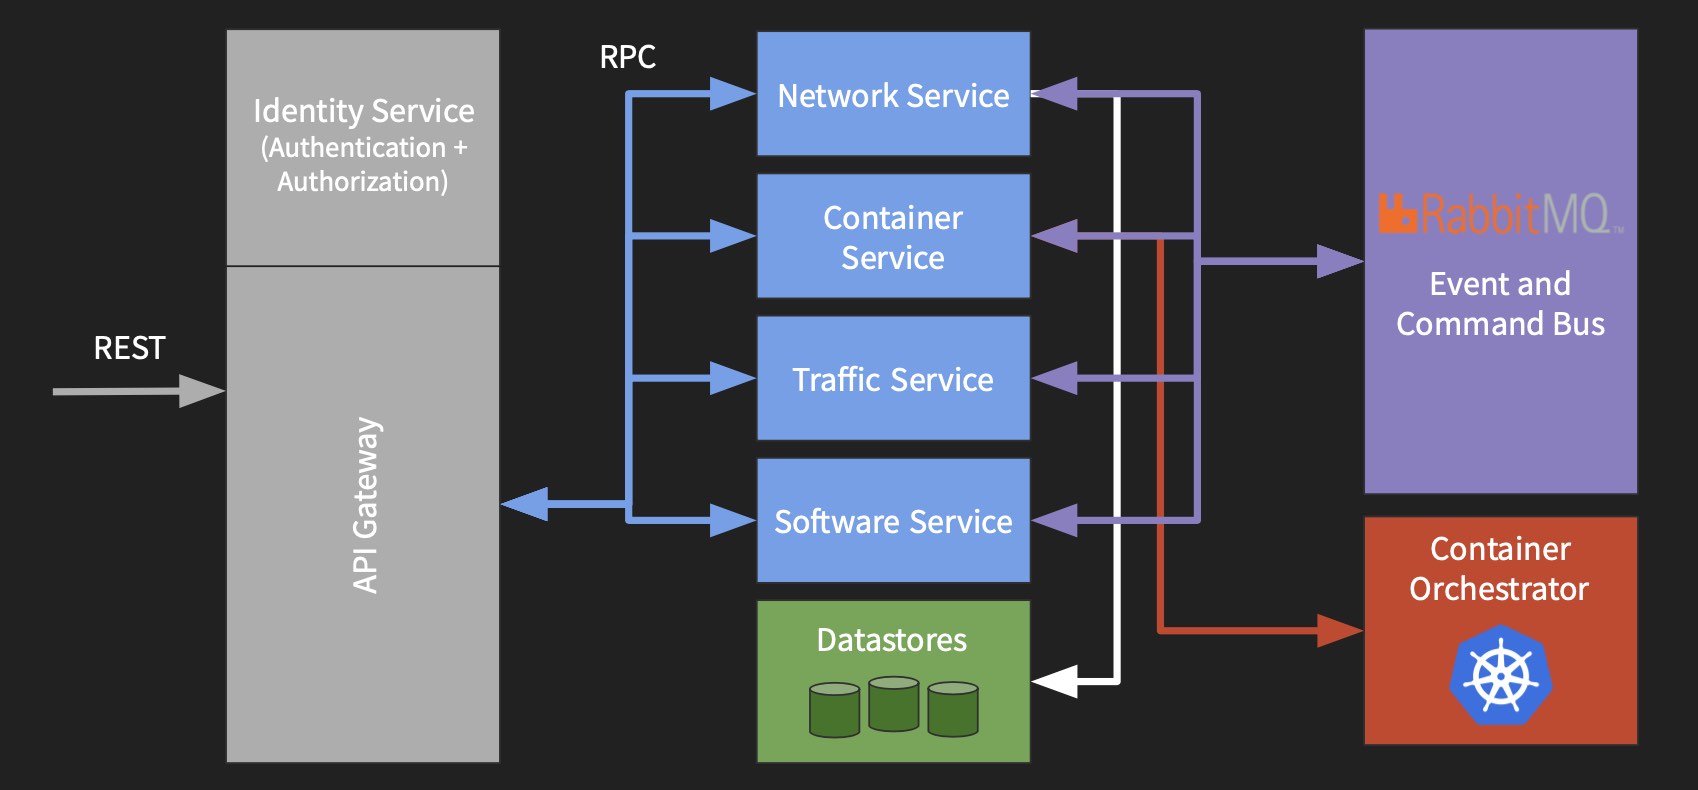 Identity Service
(Authentication +
Authorization)
REST
API Gateway
RPC
Network Service
Container
Service
Traffic Service
Software Service
Datastores
RabbitMQ™
Event and
Command Bus
Container
Orchestrator